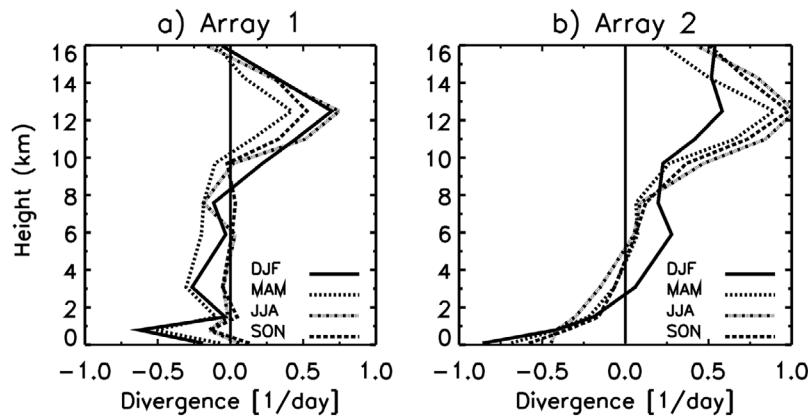 a) Array 1
b) Array 2
Height (km)
16
14
12
10
8
6
4
2
0
DJF
MAM
JJA
SON
-1.0 -0.5 0.0 0.5 1.0
Divergence [1/day]
16
14
12
10
8
6
4
2
0
DJF
MAM
JJA
SON
-1.0 -0.5 0.0 0.5 1.0
Divergence [1/day]